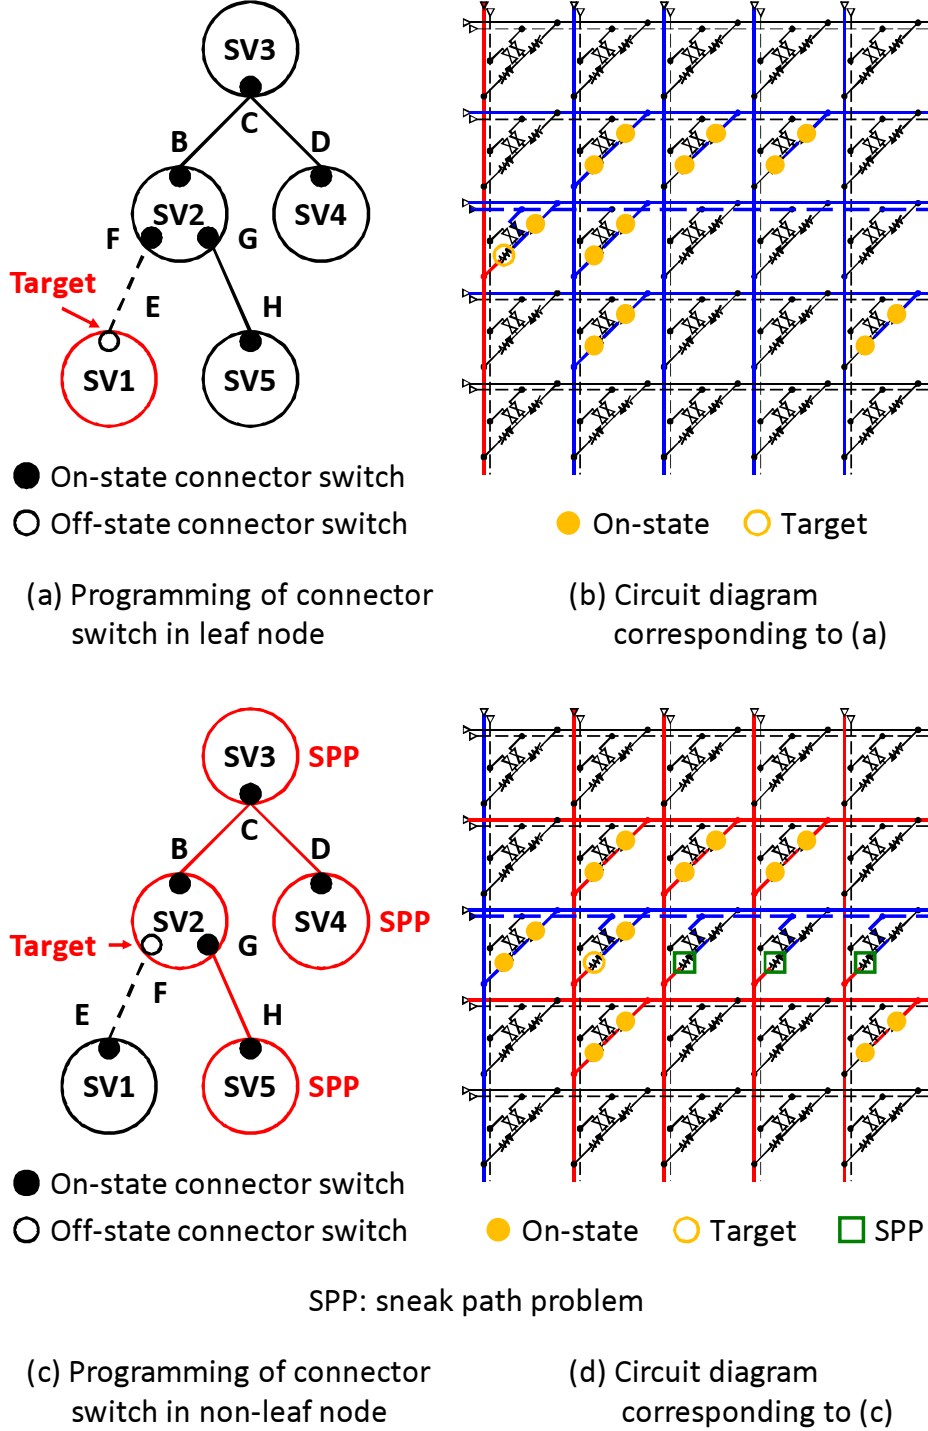 SV3
B
C
D
SV2
SV4
F
G
Target
E
H
SV1
SV5
On-state connector switch
Off-state connector switch
On-state
Target
(a) Programming of connector
switch in leaf node
(b) Circuit diagram
corresponding to (a)
SV3
SPP
B
C
D
SV2
SV4
SPP
Target
G
F
E
H
SV1
SV5
SPP
On-state connector switch
Off-state connector switch
On-state
Target
SPP
SPP: sneak path problem
(c) Programming of connector
switch in non-leaf node
(d) Circuit diagram
corresponding to (c)